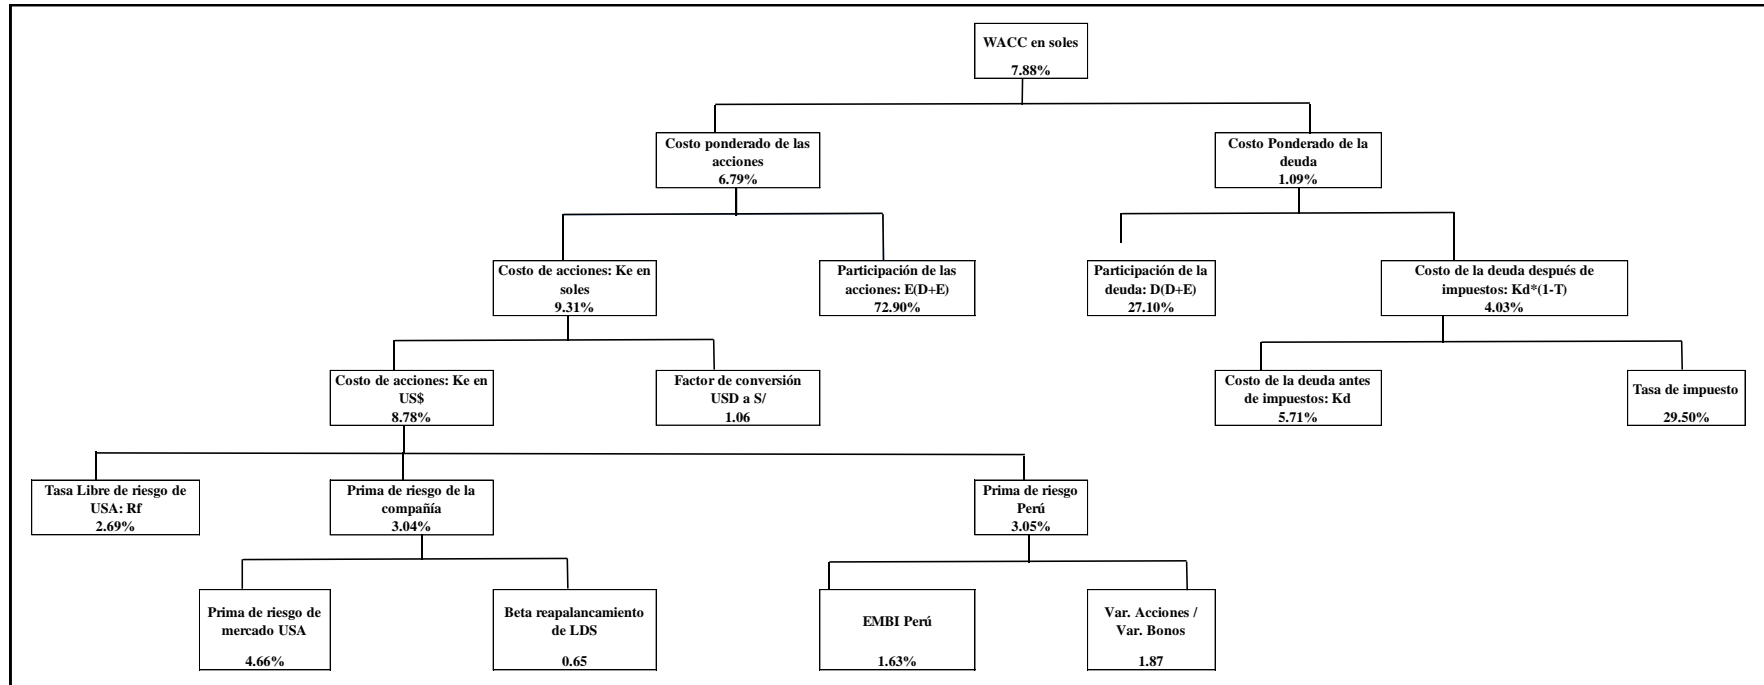 WACC en soles
7.88%
Costo ponderado de las
acciones
6.79%
Costo Ponderado de la
deuda
1.09%
Costo de acciones: Ke en
soles
9.31%
Participación de las
acciones: E(D+E)
72.90%
Participación de la
deuda: D(D+E)
27.10%
Costo de la deuda después de
impuestos: Kd*(1-T)
4.03%
Costo de acciones: Ke en
US$
8.78%
Factor de conversión
USD a S/
1.06
Costo de la deuda antes
de impuestos: Kd
5.71%
Tasa de impuesto
29.50%
Tasa Libre de riesgo de
USA: Rf
2.69%
Prima de riesgo de la
compañía
3.04%
Prima de riesgo
Perú
3.05%
Prima de riesgo de
mercado USA
4.66%
Beta reapalancamiento
de LDS
0.65
EMBI Perú
1.63%
Var. Acciones /
Var. Bonos
1.87